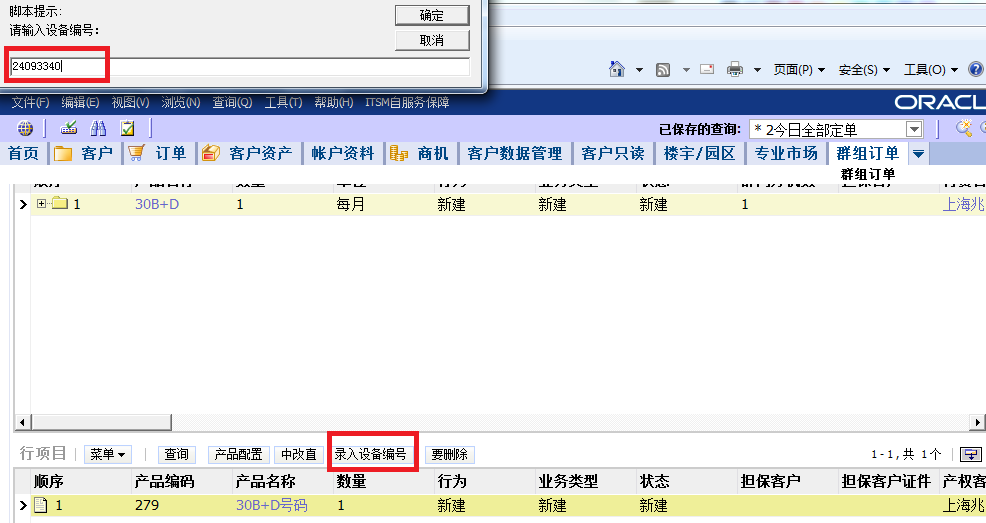 脚本提示:
请输入设备编号:
确定
取消
24093340
页面(P) 安全(S) 工具(O)
文件(F) 编辑(E) 视图(V) 浏览(N) 查询(Q) 工具(T) 帮助(H) ITSM自服务保障
ORACL
已保存的查询: * 2今日全部定单
首页 客户 订单 客户资产 帐户资料 商机 客户数据管理 客户只读 楼宇/园区 专业市场 群组订单
群组订单
1 30B+D 1 每月 新建 新建 新建 1 上海兆
行项目 菜单 查询 产品配置 中改直 录入设备编号 要删除 1-1,共 1个
顺序 产品编码 产品名称 数量 行为 业务类型 状态 担保客户 担保客户证件 产权客
1 279 30B+D号码 1 新建 新建 新建 上海兆